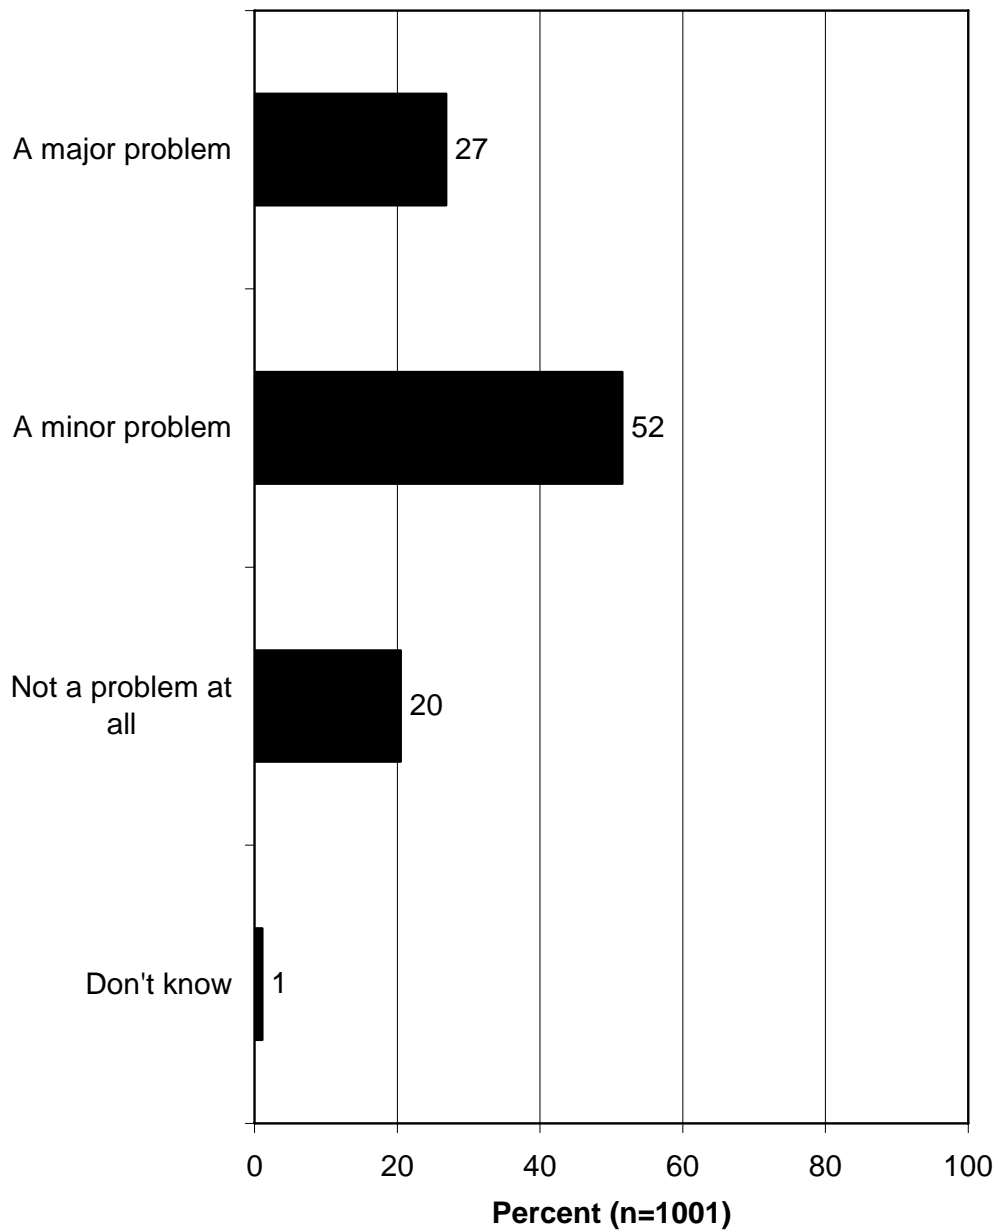 A major problem
27
A minor problem
52
Not a problem at
all
20
Don't know
1
0 20 40 60 80 100
Percent (n=1001)